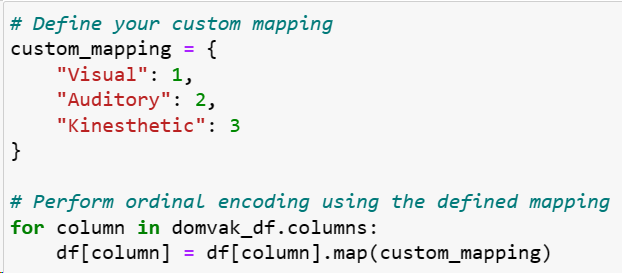 # Define your custom mapping
custom_mapping = {
    "Visual": 1,
    "Auditory": 2,
    "Kinesthetic": 3
}

# Perform ordinal encoding using the defined mapping
for column in domvak_df.columns:
    df[column] = df[column].map(custom_mapping)